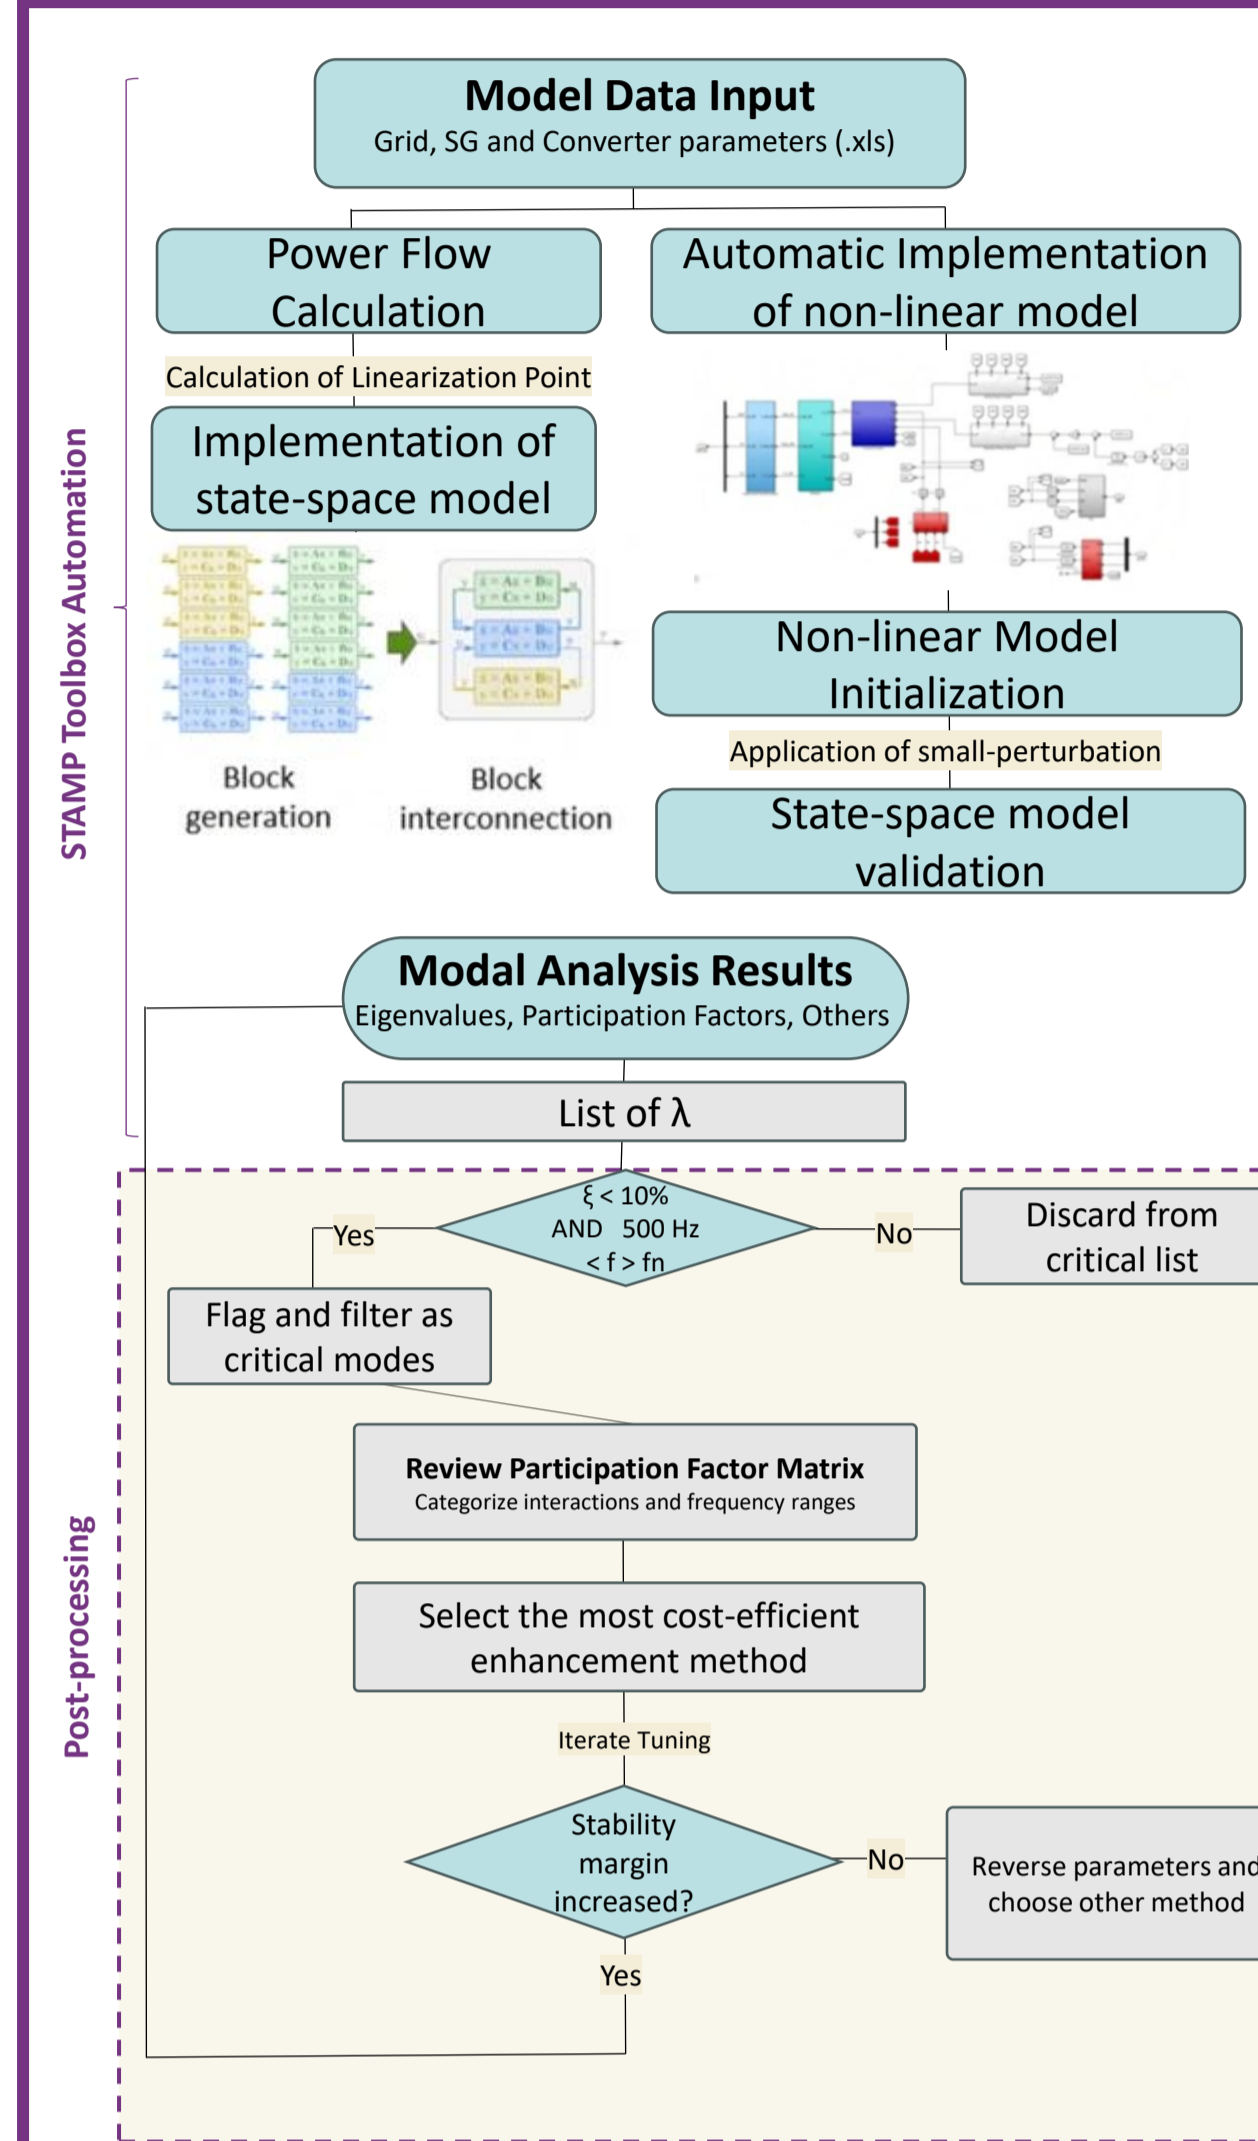 Model Data Input
Grid, SG and Converter parameters (.xls)
Power Flow
Calculation
Automatic Implementation
of non-linear model
Calculation of Linearization Point
Implementation of
state-space model
Block
generation
Block
interconnection
Non-linear Model
Initialization
Application of small-perturbation
State-space model
validation
STAMP Toolbox Automation
Modal Analysis Results
Eigenvalues, Participation Factors, Others
List of λ
ξ < 10%
AND 500 Hz
< f > fn
Yes
No
Discard from
critical list
Flag and filter as
critical modes
Review Participation Factor Matrix
Categorize interactions and frequency ranges
Select the most cost-efficient
enhancement method
Iterate Tuning
Stability
margin
increased?
No
Reverse parameters and
choose other method
Yes
Post-processing